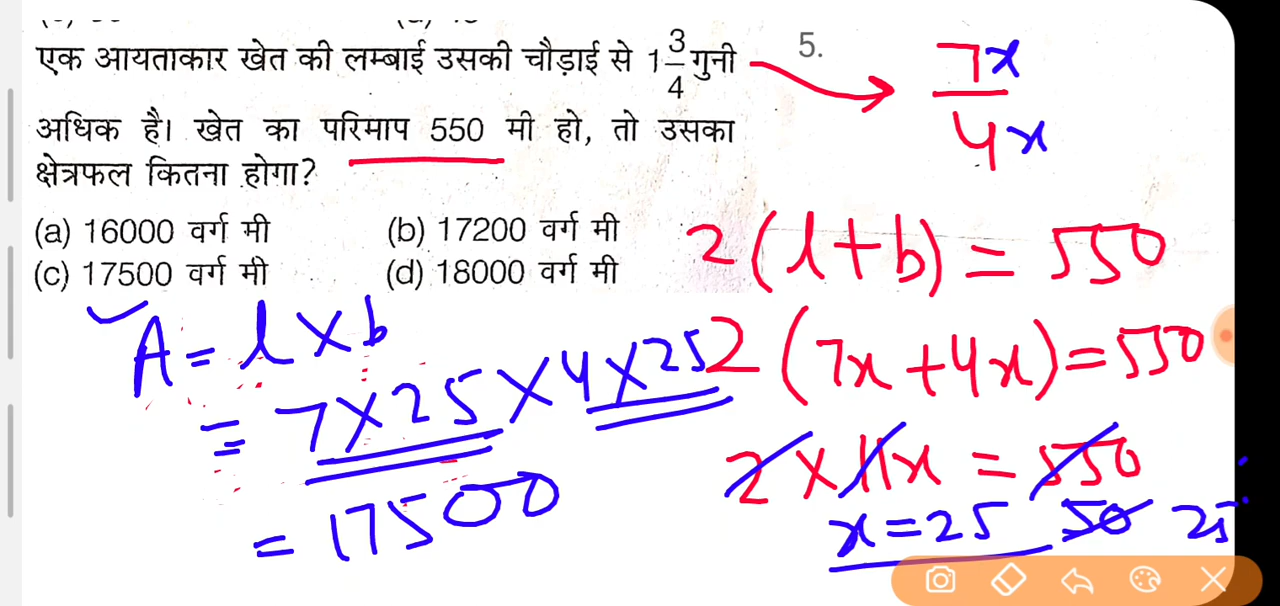 एक आयताकार खेत की लम्बाई उसकी चौड़ाई से 1 3/4 गुनी
अधिक है। खेत का परिमाप 550 मी हो, तो उसका
क्षेत्रफल कितना होगा?
(a) 16000 वर्ग मी (b) 17200 वर्ग मी
(c) 17500 वर्ग मी (d) 18000 वर्ग मी
5.
7x/4x
2(l+b) = 550
2(7x+4x)=550
2×11x = 550
50 25
x=25
A = l×b
= 7×25×4×25
= 17500